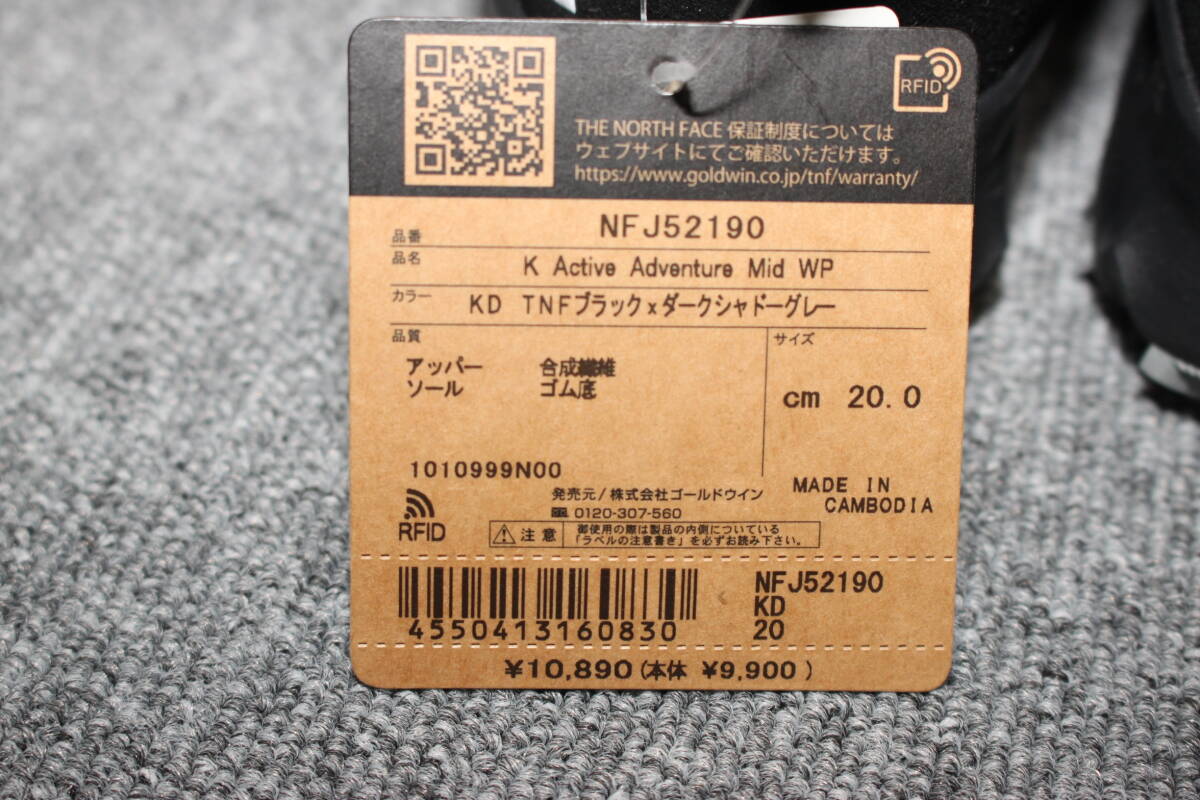 RFID
THE NORTH FACE 保証制度については
ウェブサイトにてご確認いただけます。
https://www.goldwin.co.jp/tnf/warranty/
品番 NFJ52190
品名 K Active Adventure Mid WP
カラー KD TNFブラックxダークシャドーグレー
品質
サイズ
アッパー 合成繊維
ソール ゴム底
cm 20.0
1010999N00
RFID
発売元/株式会社ゴールドウイン
0120-307-560
MADE IN
CAMBODIA
注意
御使用の際は製品の内側についている
「ラベルの注意書き」を必ずお読み下さい。
4550413160830
NFJ52190
KD
20
¥10,890(本体 ¥9,900)